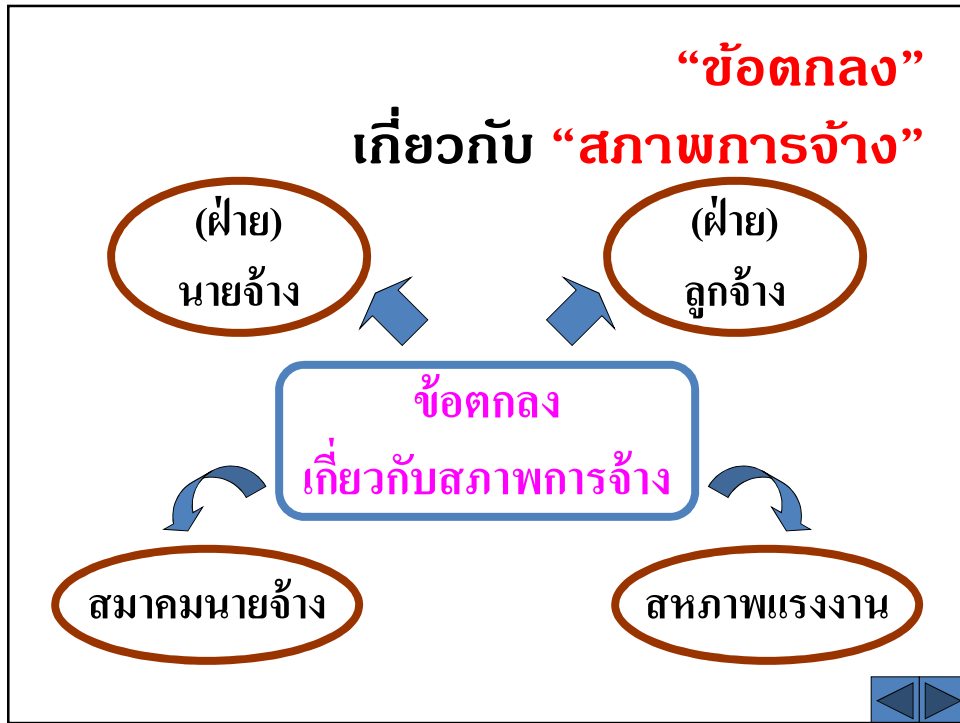 “ข้อตกลง”
เกี่ยวกับ “สภาพการจ้าง”
(ฝ่าย)
นายจ้าง
(ฝ่าย)
ลูกจ้าง
ข้อตกลง
เกี่ยวกับสภาพการจ้าง
สมาคมนายจ้าง
สหภาพแรงงาน